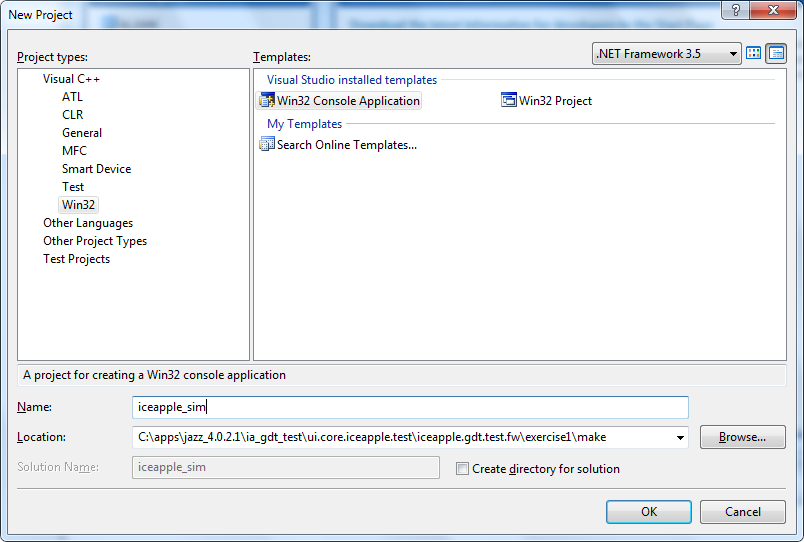 New Project
Project types:
Templates:
.NET Framework 3.5
Visual C++
ATL
CLR
General
MFC
Smart Device
Test
Win32
Other Languages
Other Project Types
Test Projects
Visual Studio installed templates
Win32 Console Application
Win32 Project
My Templates
Search Online Templates...
A project for creating a Win32 console application
Name:
iceapple_sim
Location:
C:\apps\jazz_4.0.2.1\ia_gdt_test\ui.core.iceapple.test\iceapple.gdt.test.fw\exercise1\make
Browse...
Solution Name:
iceapple_sim
Create directory for solution
OK
Cancel